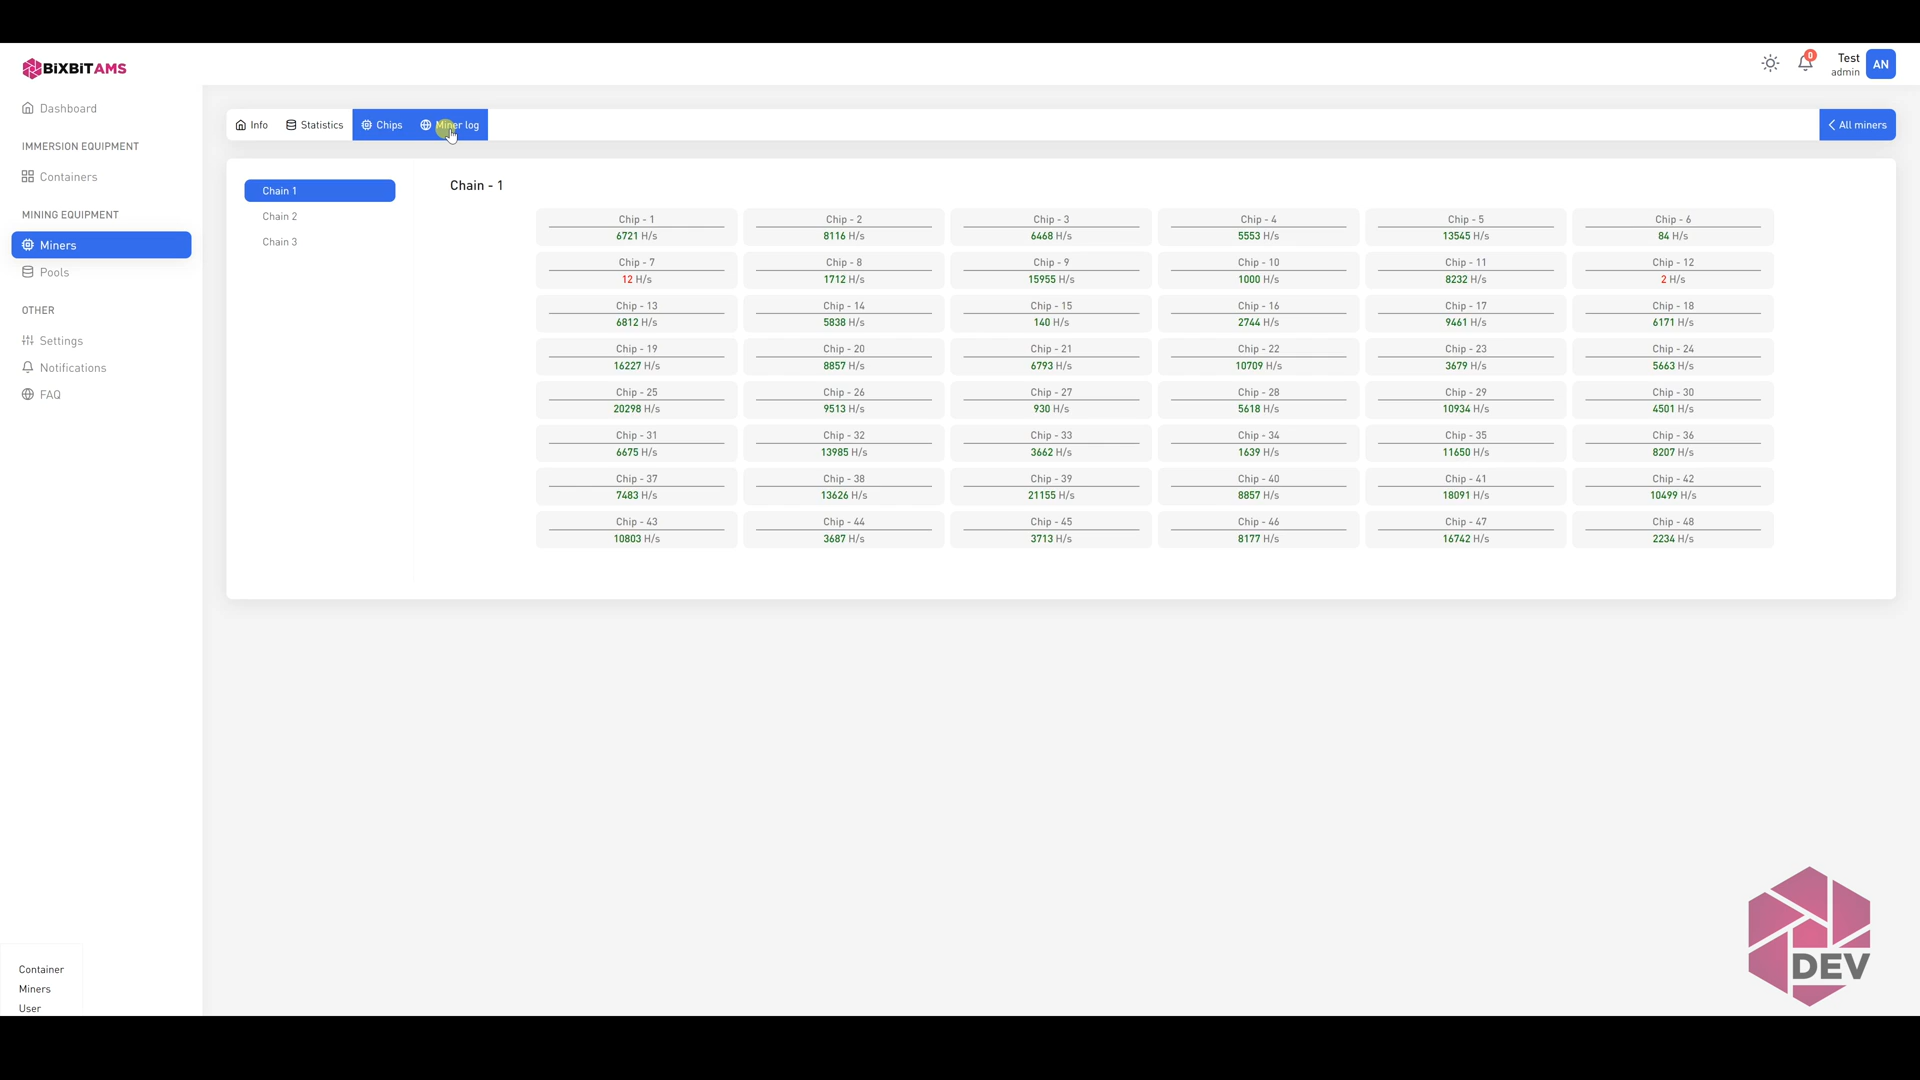 BiXBiTAMS
Test
admin
AN
0
Dashboard
IMMERSION EQUIPMENT
Containers
MINING EQUIPMENT
Miners
Pools
OTHER
Settings
Notifications
FAQ
Container
Miners
User
Info Statistics Chips Miner log All miners
Chain 1
Chain 2
Chain 3
Chain - 1
Chip - 1 Chip - 2 Chip - 3 Chip - 4 Chip - 5 Chip - 6
6721 H/s 8116 H/s 6468 H/s 5553 H/s 13545 H/s 84 H/s
Chip - 7 Chip - 8 Chip - 9 Chip - 10 Chip - 11 Chip - 12
12 H/s 1712 H/s 15955 H/s 1000 H/s 8232 H/s 2 H/s
Chip - 13 Chip - 14 Chip - 15 Chip - 16 Chip - 17 Chip - 18
6812 H/s 5838 H/s 140 H/s 2744 H/s 9461 H/s 6171 H/s
Chip - 19 Chip - 20 Chip - 21 Chip - 22 Chip - 23 Chip - 24
16227 H/s 8857 H/s 6793 H/s 10709 H/s 3679 H/s 5663 H/s
Chip - 25 Chip - 26 Chip - 27 Chip - 28 Chip - 29 Chip - 30
20298 H/s 9513 H/s 930 H/s 5618 H/s 10934 H/s 4501 H/s
Chip - 31 Chip - 32 Chip - 33 Chip - 34 Chip - 35 Chip - 36
6675 H/s 13985 H/s 3662 H/s 1639 H/s 11650 H/s 8207 H/s
Chip - 37 Chip - 38 Chip - 39 Chip - 40 Chip - 41 Chip - 42
7483 H/s 13626 H/s 21155 H/s 8857 H/s 18091 H/s 10499 H/s
Chip - 43 Chip - 44 Chip - 45 Chip - 46 Chip - 47 Chip - 48
10803 H/s 3687 H/s 3713 H/s 8177 H/s 16742 H/s 2234 H/s
DEV